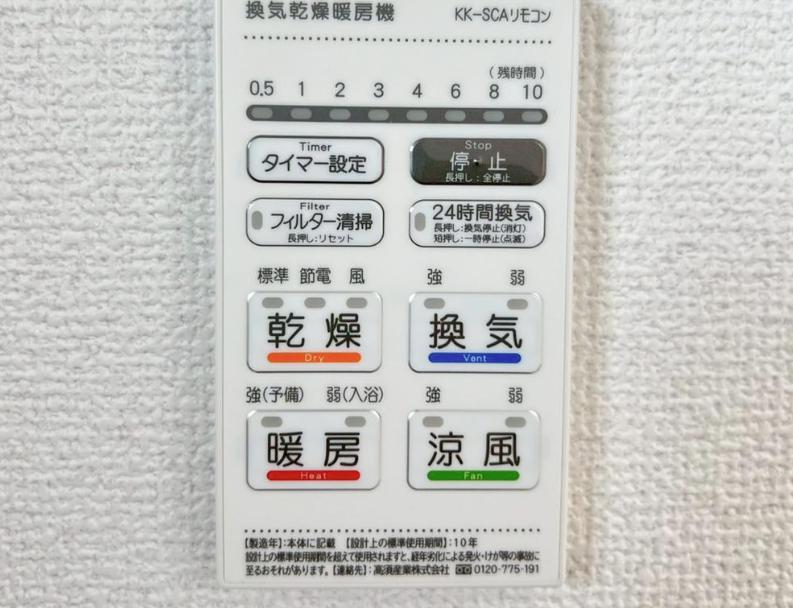 換気乾燥暖房機 KK-SCAリモコン
(残時間)
0.5 1 2 3 4 6 8 10
Timer
タイマー設定
Stop
停・止
長押し:全停止
Filter
フィルター清掃
長押し:リセット
24時間換気
長押し:換気停止(消灯)
短押し:一時停止(点滅)
標準 節電 風
乾燥
Dry
強 弱
換気
Vent
強(予備) 弱(入浴)
暖房
Heat
強 弱
涼風
Fan
【製造年】:本体に記載 【設計上の標準使用期間】:10年
設計上の標準使用期間を超えて使用されますと、経年劣化による発火・けが等の事故に
至るおそれがあります。【連絡先】:高須産業株式会社 0120-775-191